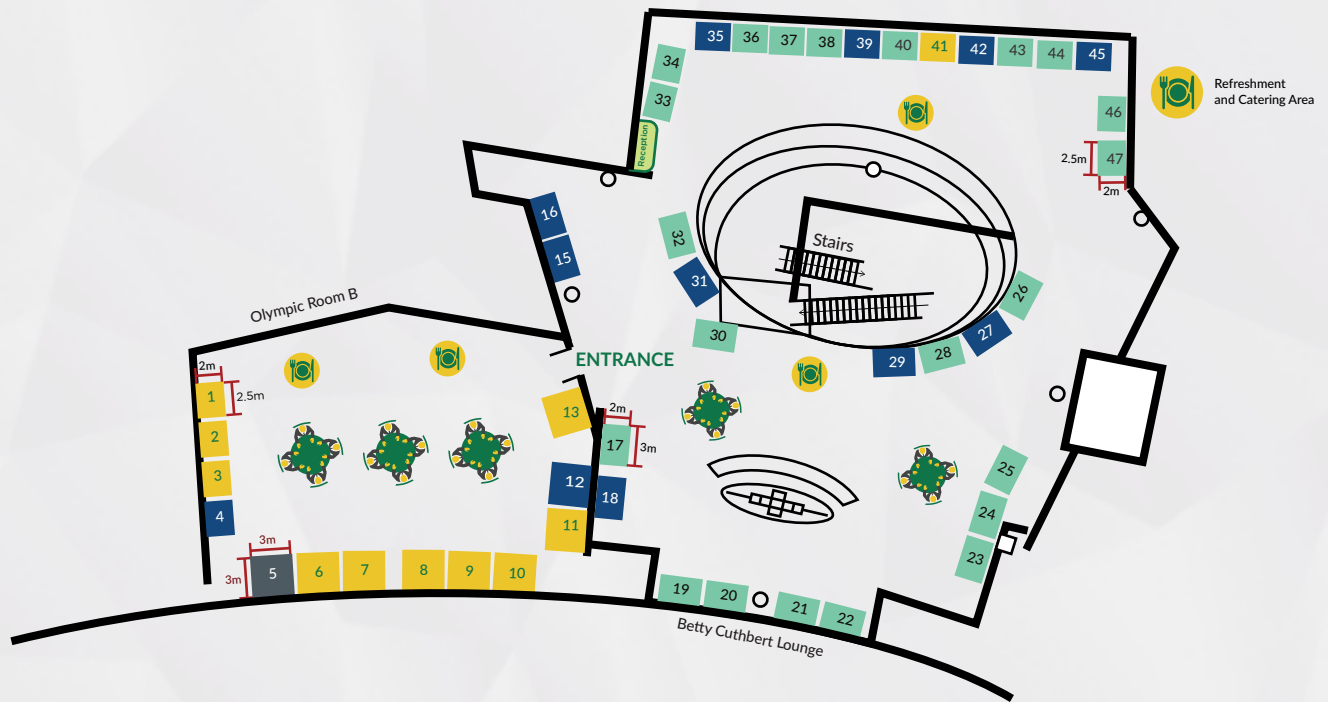 35 36 37 38 39 40 41 42 43 44 45
34
33
Reception
Refreshment
and Catering Area
46
47
2.5m
2m
16
15
32
31
30
Stairs
26
27
28
29
Olympic Room B
ENTRANCE
2m
1
2.5m
2
3
4
13
12
11
2m
17
3m
18
3m
3m
5 6 7 8 9 10
25
24
23
19 20 21 22
Betty Cuthbert Lounge